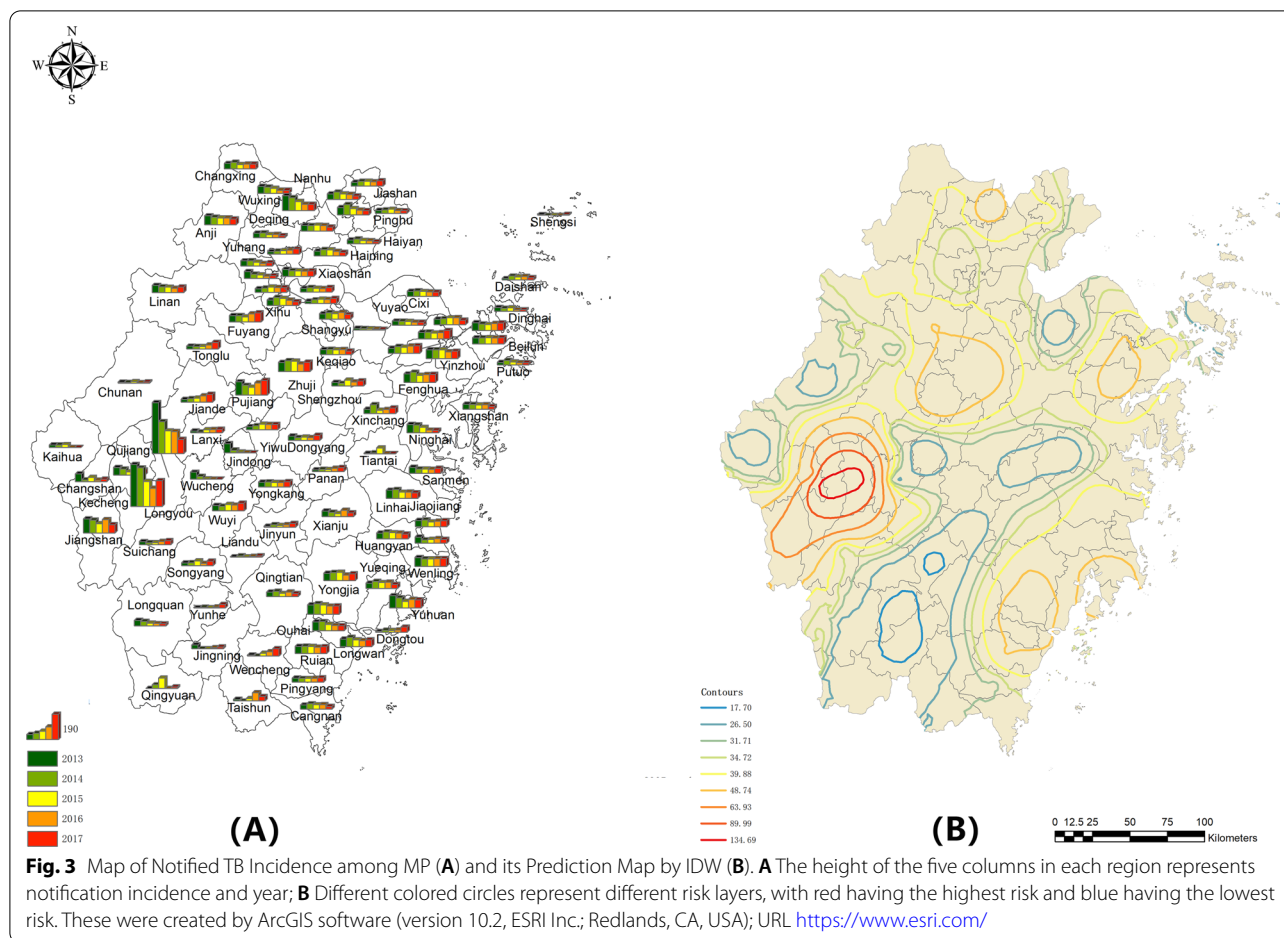 N
W E
S
Changxing
Nanhu
Wuxing
Jiashan
Deqing
Pinghu
Anji
Shengsi
Yuhang
Haiyan
Haining
Xiaoshan
Linan
Daishan
Yuyao Cixi
Xihu
Dinghai
Fuyang
Shangyu
Tonglu
Keqiao
Beilun
Yinzhou
Putuo
Chunan
Zhuji
Fenghua
Pujiang
Shengzhou
Jiande
Xinchang
Xiangshan
Lanxi
Ninghai
Qujiang
YiwuDongyang
Kaihua
Jindong
Tiantai
Changshan
Wucheng
Panan
Sanmen
Kecheng
Yongkang
Longyou
Linhai Jiaojiang
Wuyi
Xianju
Jiangshan
Liandu
Jinyun
Huangyan
Suichang
Songyang
Yueqing
Wenling
Qingtian
Yongjia
Longquan
Yunhe
Yuhuan
Ouhai
Dongtou
Jingning
Longwan
Wencheng
Ruian
Qingyuan
Pingyang
Taishun
Cangnan
190
2013
2014
2015
2016
2017
(A)
Contours
17.70
26.50
31.71
34.72
39.88
48.74
63.93
89.99
134.69
(B)
0 12.5 25 50 75 100
Kilometers
Fig. 3 Map of Notified TB Incidence among MP (A) and its Prediction Map by IDW (B). A The height of the five columns in each region represents
notification incidence and year; B Different colored circles represent different risk layers, with red having the highest risk and blue having the lowest
risk. These were created by ArcGIS software (version 10.2, ESRI Inc.; Redlands, CA, USA); URL https://www.esri.com/